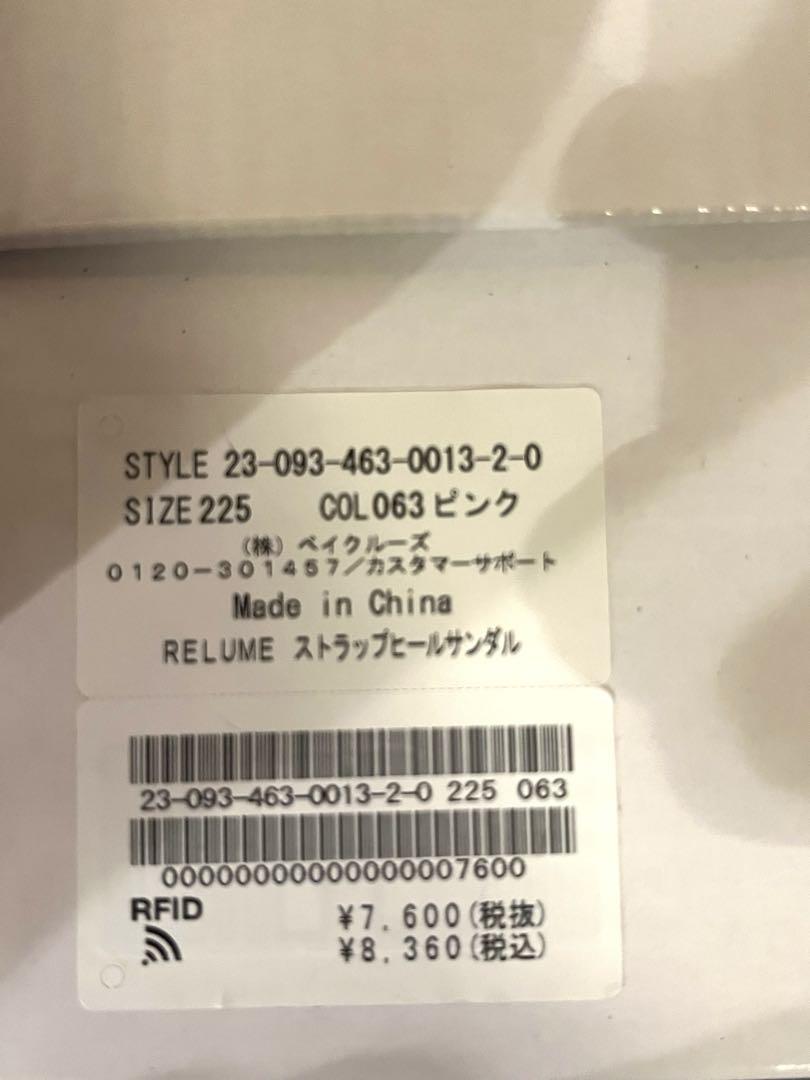 STYLE 23-093-463-0013-2-0
SIZE 225 COL 063 ピンク
（株）ベイクルーズ
0120-301457/カスタマーサポート
Made in China
RELUME ストラップヒールサンダル
23-093-463-0013-2-0 225 063
00000000000000007600
RFID
¥7,600(税抜)
¥8,360(税込)